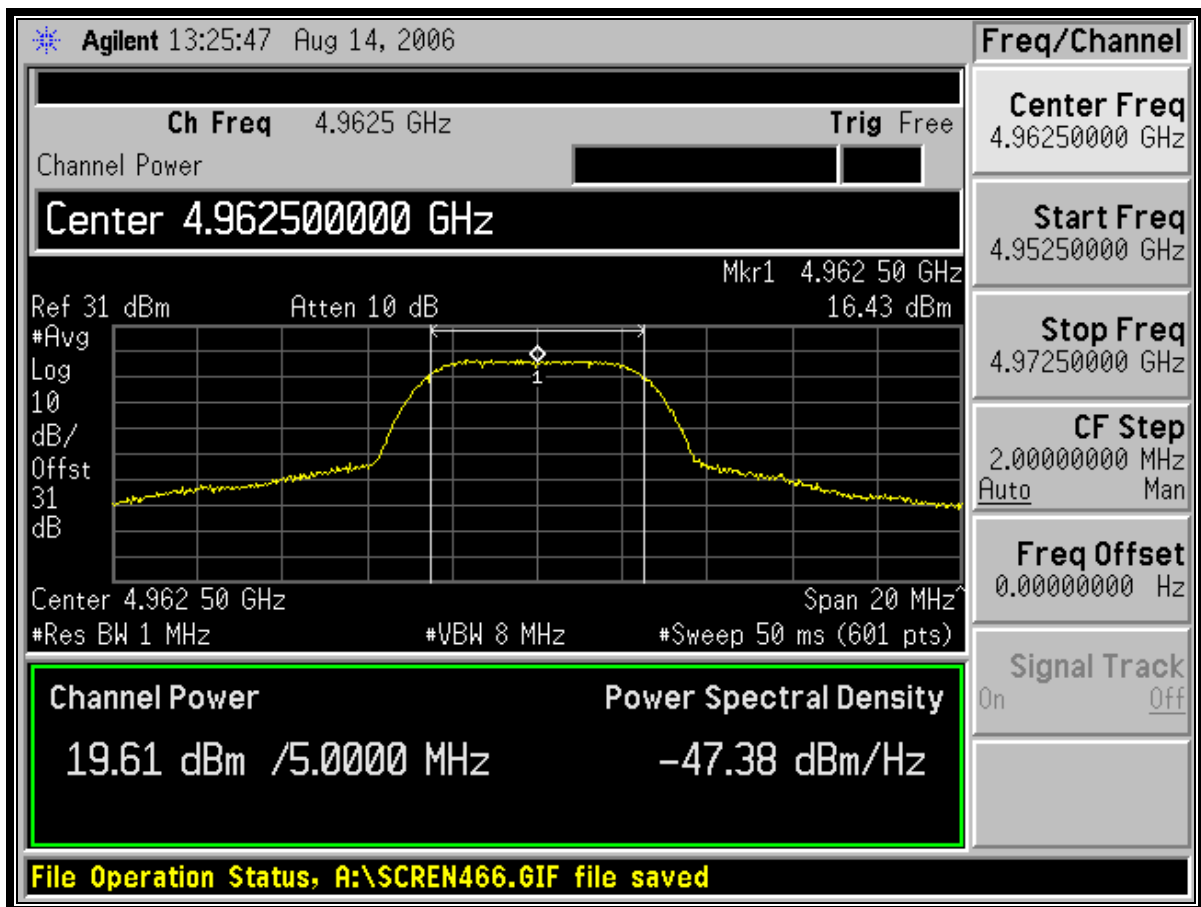 Agilent 13:25:47 Aug 14, 2006
Freq/Channel
Ch Freq 4.9625 GHz Trig Free
Channel Power
Center 4.962500000 GHz
Mkr1 4.962 50 GHz
Ref 31 dBm Atten 10 dB 16.43 dBm
#Avg
Log
10
dB/
Offst
31
dB
1
Center 4.962 50 GHz Span 20 MHz^
#Res BW 1 MHz #VBW 8 MHz #Sweep 50 ms (601 pts)
Channel Power Power Spectral Density
19.61 dBm /5.0000 MHz -47.38 dBm/Hz
File Operation Status, A:\SCREN466.GIF file saved
Center Freq
4.96250000 GHz
Start Freq
4.95250000 GHz
Stop Freq
4.97250000 GHz
CF Step
2.00000000 MHz
Auto Man
Freq Offset
0.00000000 Hz
Signal Track
On Off